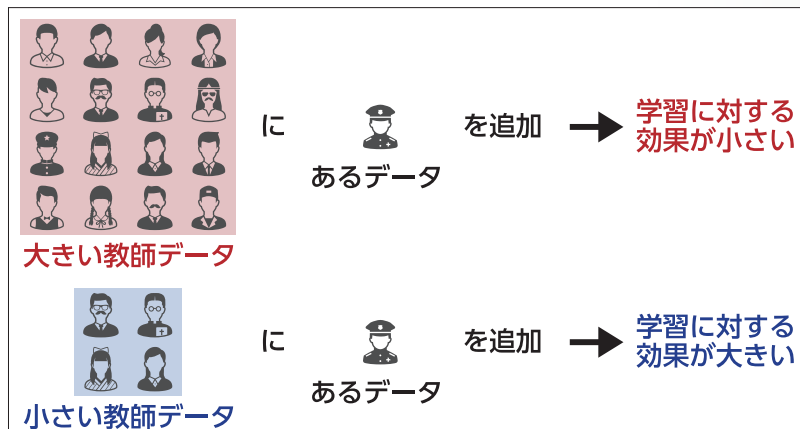 に
を追加
学習に対する
効果が小さい
あるデータ
大きい教師データ
に
を追加
学習に対する
効果が大きい
あるデータ
小さい教師データ